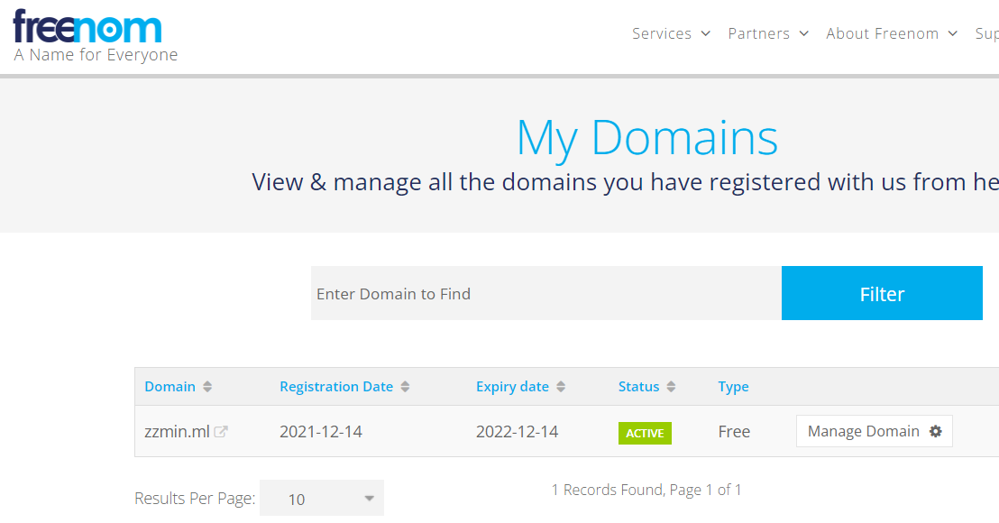 freenom
A Name for Everyone
Services Partners About Freenom
My Domains
View & manage all the domains you have registered with us from he
Enter Domain to Find Filter
Domain Registration Date Expiry date Status Type
zzmin.ml 2021-12-14 2022-12-14 ACTIVE Free Manage Domain
Results Per Page: 10 1 Records Found, Page 1 of 1